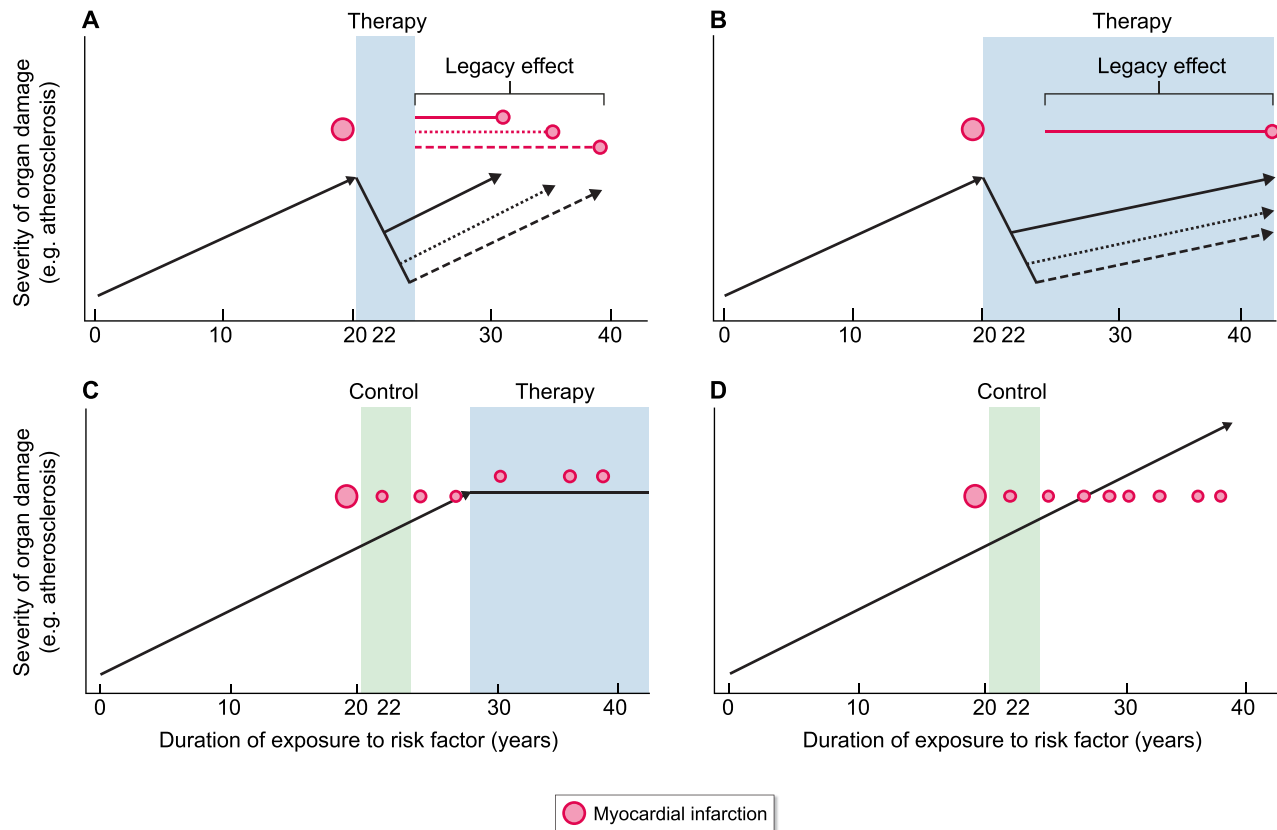 A
Therapy
Legacy effect
Severity of organ damage
(e.g. atherosclerosis)
0 10 20 22 30 40
B
Therapy
Legacy effect
0 10 20 22 30 40
C
Control Therapy
Severity of organ damage
(e.g. atherosclerosis)
0 10 20 22 30 40
Duration of exposure to risk factor (years)
D
Control
0 10 20 22 30 40
Duration of exposure to risk factor (years)
Myocardial infarction